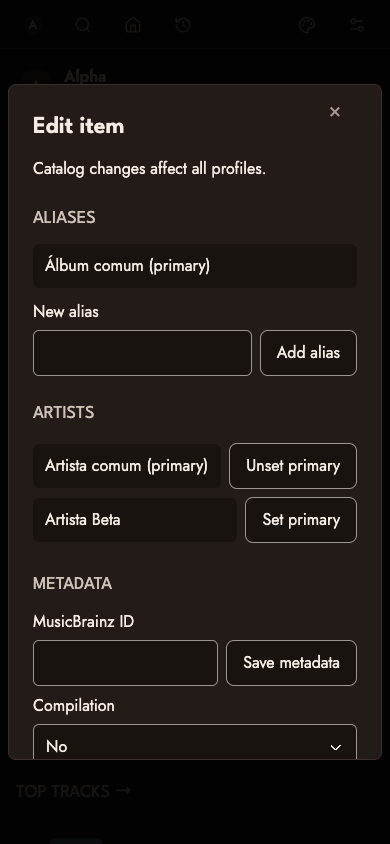 A
Alpha
Edit item
Catalog changes affect all profiles.
ALIASES
Álbum comum (primary)
New alias
Add alias
ARTISTS
Artista comum (primary)
Unset primary
Artista Beta
Set primary
METADATA
MusicBrainz ID
Save metadata
Compilation
No
TOP TRACKS →